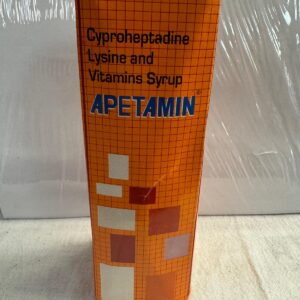 Cyproheptadine
Lysine and
Vitamins Syrup
APETAMIN®